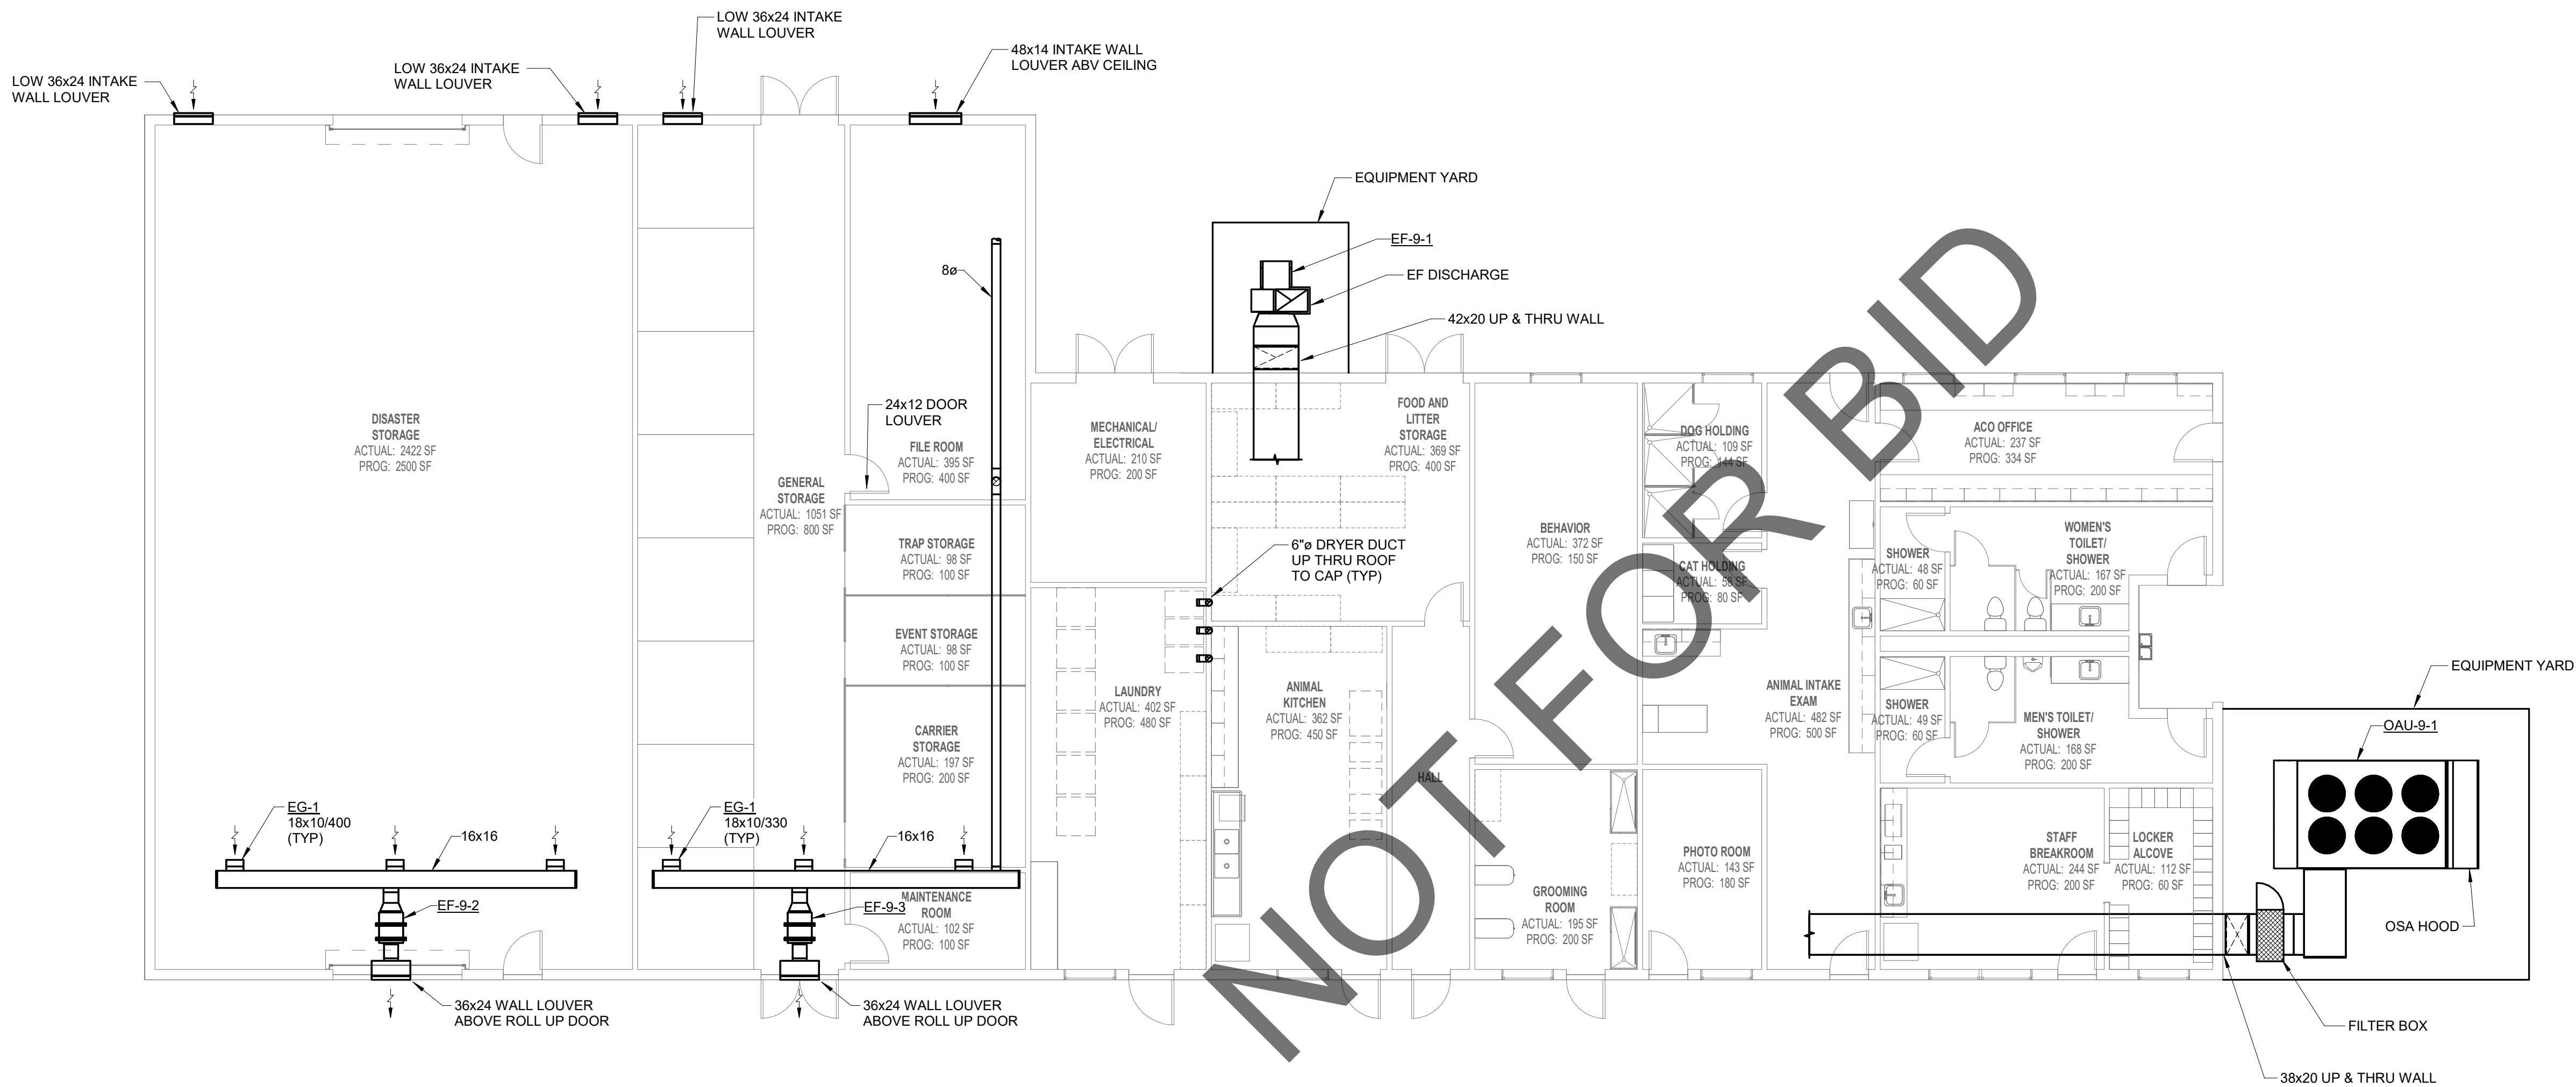 LOW 36x24 INTAKE
WALL LOUVER
LOW 36x24 INTAKE
WALL LOUVER
LOW 36x24 INTAKE
WALL LOUVER
48x14 INTAKE WALL
LOUVER ABV CEILING
EQUIPMENT YARD
EF-9-1
EF DISCHARGE
42x20 UP & THRU WALL
8ø
24x12 DOOR
LOUVER
DISASTER
STORAGE
ACTUAL: 2422 SF
PROG: 2500 SF
GENERAL
STORAGE
ACTUAL: 1051 SF
PROG: 800 SF
FILE ROOM
ACTUAL: 395 SF
PROG: 400 SF
TRAP STORAGE
ACTUAL: 98 SF
PROG: 100 SF
EVENT STORAGE
ACTUAL: 98 SF
PROG: 100 SF
CARRIER
STORAGE
ACTUAL: 197 SF
PROG: 200 SF
MAINTENANCE
ROOM
ACTUAL: 102 SF
PROG: 100 SF
MECHANICAL/
ELECTRICAL
ACTUAL: 210 SF
PROG: 200 SF
FOOD AND
LITTER
STORAGE
ACTUAL: 369 SF
PROG: 400 SF
6"ø DRYER DUCT
UP THRU ROOF
TO CAP (TYP)
LAUNDRY
ACTUAL: 402 SF
PROG: 480 SF
ANIMAL
KITCHEN
ACTUAL: 362 SF
PROG: 450 SF
HALL
BEHAVIOR
ACTUAL: 372 SF
PROG: 150 SF
GROOMING
ROOM
ACTUAL: 195 SF
PROG: 200 SF
DOG HOLDING
ACTUAL: 109 SF
PROG: 144 SF
CAT HOLDING
ACTUAL: 58 SF
PROG: 80 SF
PHOTO ROOM
ACTUAL: 143 SF
PROG: 180 SF
ANIMAL INTAKE
EXAM
ACTUAL: 482 SF
PROG: 500 SF
ACO OFFICE
ACTUAL: 237 SF
PROG: 334 SF
SHOWER
ACTUAL: 48 SF
PROG: 60 SF
WOMEN'S
TOILET/
SHOWER
ACTUAL: 167 SF
PROG: 200 SF
SHOWER
ACTUAL: 49 SF
PROG: 60 SF
MEN'S TOILET/
SHOWER
ACTUAL: 168 SF
PROG: 200 SF
STAFF
BREAKROOM
ACTUAL: 244 SF
PROG: 200 SF
LOCKER
ALCOVE
ACTUAL: 112 SF
PROG: 60 SF
EQUIPMENT YARD
OAU-9-1
OSA HOOD
FILTER BOX
38x20 UP & THRU WALL
EG-1
18x10/400
(TYP)
16x16
EF-9-2
36x24 WALL LOUVER
ABOVE ROLL UP DOOR
EG-1
18x10/330
(TYP)
16x16
EF-9-3
36x24 WALL LOUVER
ABOVE ROLL UP DOOR
NOT FOR BID